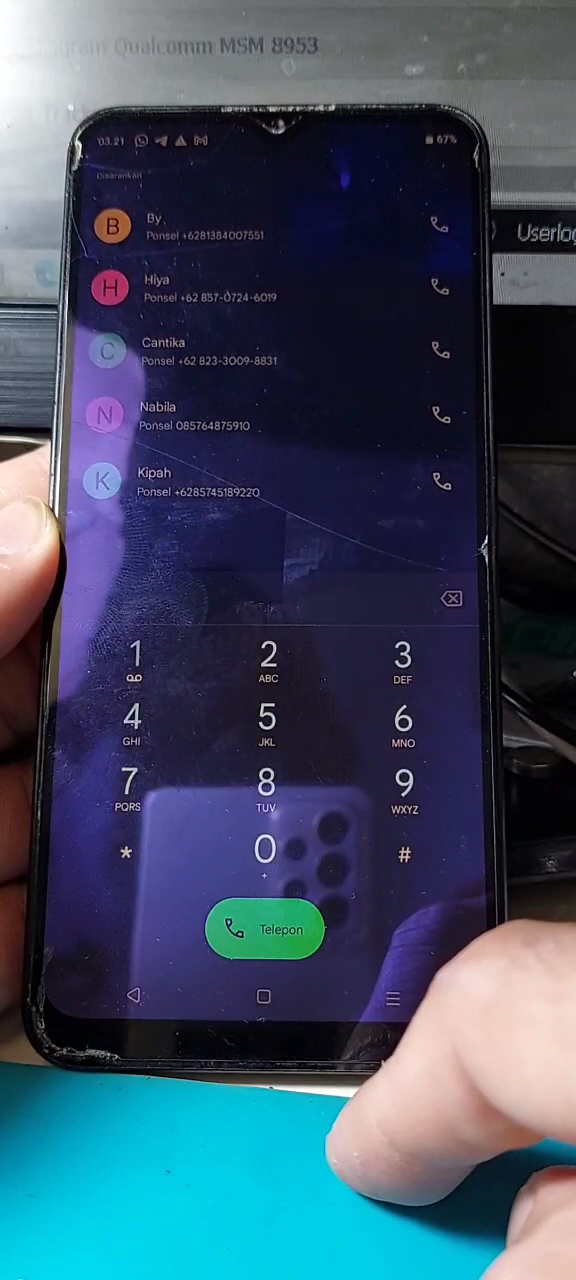 gram Qualcomm MSM 8953
03.21
67%
Disarankan
Userlog
B
By
Ponsel +6281384007551
H
Hiya
Ponsel +62 857-0724-6019
C
Cantika
Ponsel +62 823-3009-8831
N
Nabila
Ponsel 085764875910
K
Kipah
Ponsel +6285745189220
1
2
ABC
3
DEF
4
GHI
5
JKL
6
MNO
7
PQRS
8
TUV
9
WXYZ
*
0
+
#
Telepon